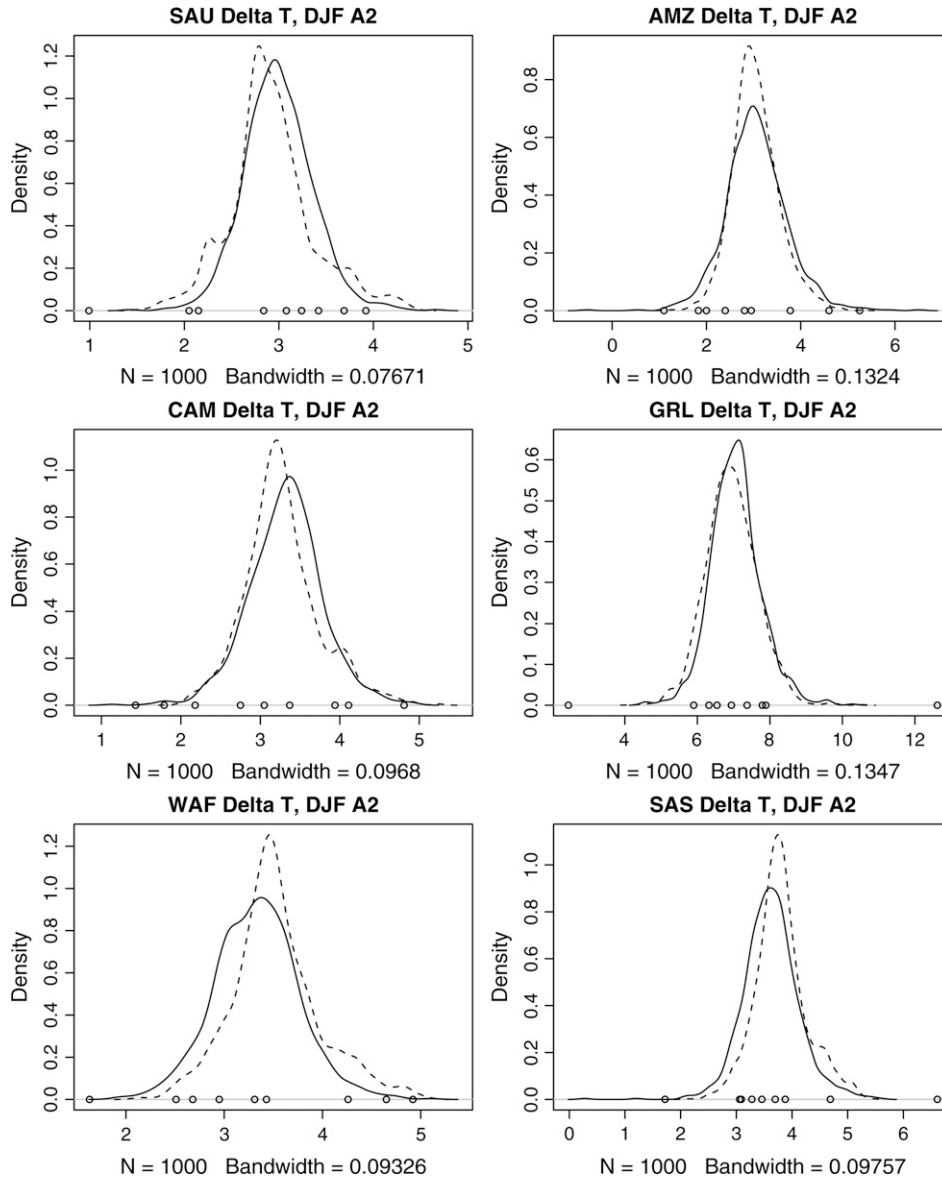 SAU Delta T, DJF A2
Density
0.0 0.2 0.4 0.6 0.8 1.0 1.2
1 2 3 4 5
N = 1000 Bandwidth = 0.07671
AMZ Delta T, DJF A2
Density
0.0 0.2 0.4 0.6 0.8
0 2 4 6
N = 1000 Bandwidth = 0.1324
CAM Delta T, DJF A2
Density
0.0 0.2 0.4 0.6 0.8 1.0
1 2 3 4 5
N = 1000 Bandwidth = 0.0968
GRL Delta T, DJF A2
Density
0.0 0.1 0.2 0.3 0.4 0.5 0.6
4 6 8 10 12
N = 1000 Bandwidth = 0.1347
WAF Delta T, DJF A2
Density
0.0 0.2 0.4 0.6 0.8 1.0 1.2
2 3 4 5
N = 1000 Bandwidth = 0.09326
SAS Delta T, DJF A2
Density
0.0 0.2 0.4 0.6 0.8 1.0
0 1 2 3 4 5 6
N = 1000 Bandwidth = 0.09757